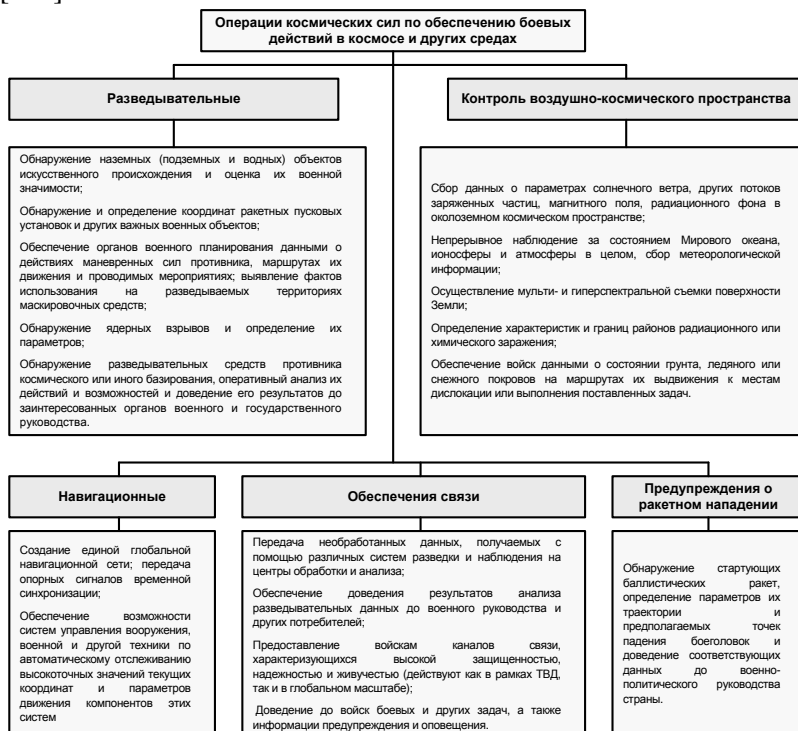 Операции космических сил по обеспечению боевых
действий в космосе и других средах
Разведывательные
Обнаружение наземных (подземных и водных) объектов
искусственного происхождения и оценка их военной
значимости;
Обнаружение и определение координат ракетных пусковых
установок и других важных военных объектов;
Обеспечение органов военного планирования данными о
действиях маневренных сил противника, маршрутах их
движения и проводимых мероприятиях; выявление фактов
использования на разведываемых территориях
маскировочных средств;
Обнаружение ядерных взрывов и определение их
параметров;
Обнаружение разведывательных средств противника
космического или иного базирования, оперативный анализ их
действий и возможностей и доведение его результатов до
заинтересованных органов военного и государственного
руководства.
Контроль воздушно-космического пространства
Сбор данных о параметрах солнечного ветра, других потоков
заряженных частиц, магнитного поля, радиационного фона в
околоземном космическом пространстве;
Непрерывное наблюдение за состоянием Мирового океана,
ионосферы и атмосферы в целом, сбор метеорологической
информации;
Осуществление мульти- и гиперспектральной съемки поверхности
Земли;
Определение характеристик и границ районов радиационного или
химического заражения;
Обеспечение войск данными о состоянии грунта, ледяного или
снежного покровов на маршрутах их выдвижения к местам
дислокации или выполнения поставленных задач.
Навигационные
Создание единой глобальной
навигационной сети; передача
опорных сигналов временной
синхронизации;
Обеспечение возможности
систем управления вооружения,
военной и другой техники по
автоматическому отслеживанию
высокоточных значений текущих
координат и параметров
движения компонентов этих
систем
Обеспечения связи
Передача необработанных данных, получаемых с
помощью различных систем разведки и наблюдения на
центры обработки и анализа;
Обеспечение доведения результатов анализа
разведывательных данных до военного руководства и
других потребителей;
Предоставление войскам каналов связи,
характеризующихся высокой защищенностью,
надежностью и живучестью (действуют как в рамках ТВД,
так и в глобальном масштабе);
Доведение до войск боевых и других задач, а также
информации предупреждения и оповещения.
Предупреждения о
ракетном нападении
Обнаружение стартующих
баллистических ракет,
определение параметров их
траектории и
предполагаемых точек
падения боеголовок и
доведение соответствующих
данных до военно-
политического руководства
страны.